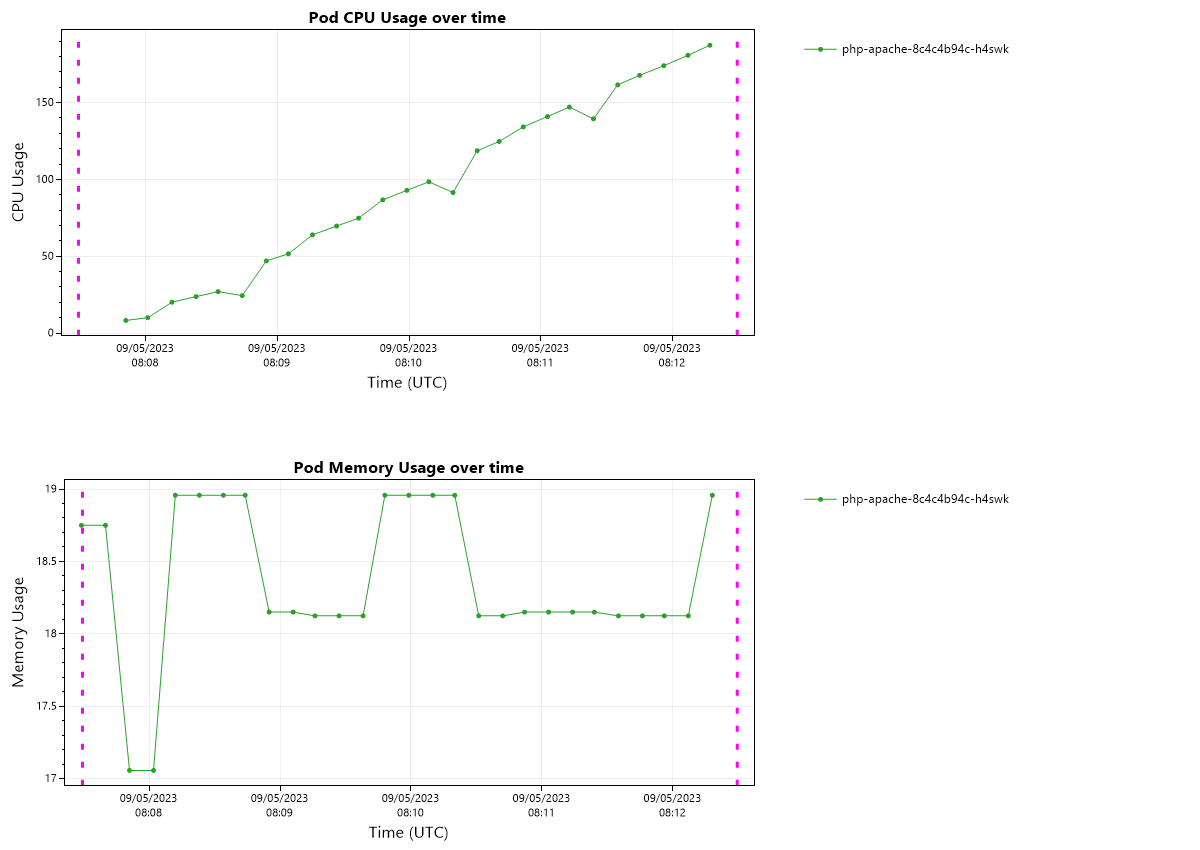 Pod CPU Usage over time
php-apache-8c4c4b94c-h4swk
CPU Usage
150
100
50
0
09/05/2023 09/05/2023 09/05/2023 09/05/2023 09/05/2023
08:08 08:09 08:10 08:11 08:12
Time (UTC)
Pod Memory Usage over time
php-apache-8c4c4b94c-h4swk
Memory Usage
19
18.5
18
17.5
17
09/05/2023 09/05/2023 09/05/2023 09/05/2023 09/05/2023
08:08 08:09 08:10 08:11 08:12
Time (UTC)